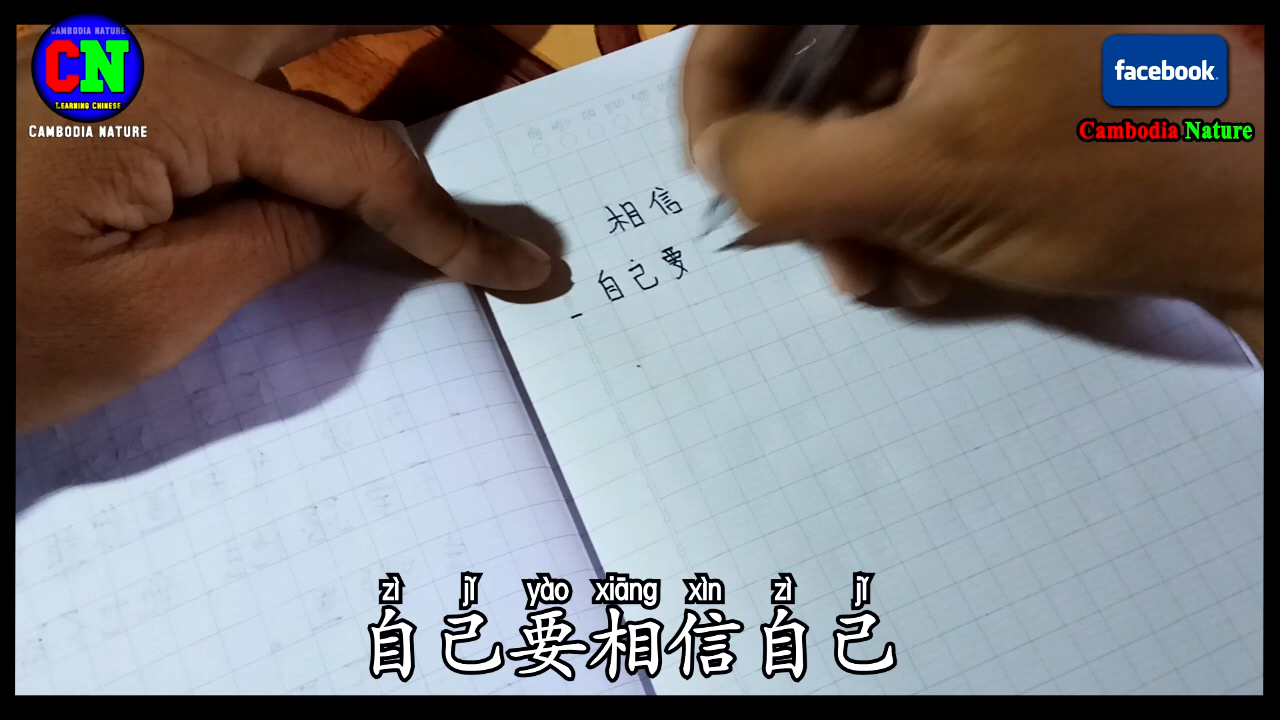 CAMBODIA NATURE
CN
LEARNING CHINESE
CAMBODIA NATURE
facebook
Cambodia Nature
相信
自己要
zì jǐ yào xiāng xìn zì jǐ
自己要相信自己